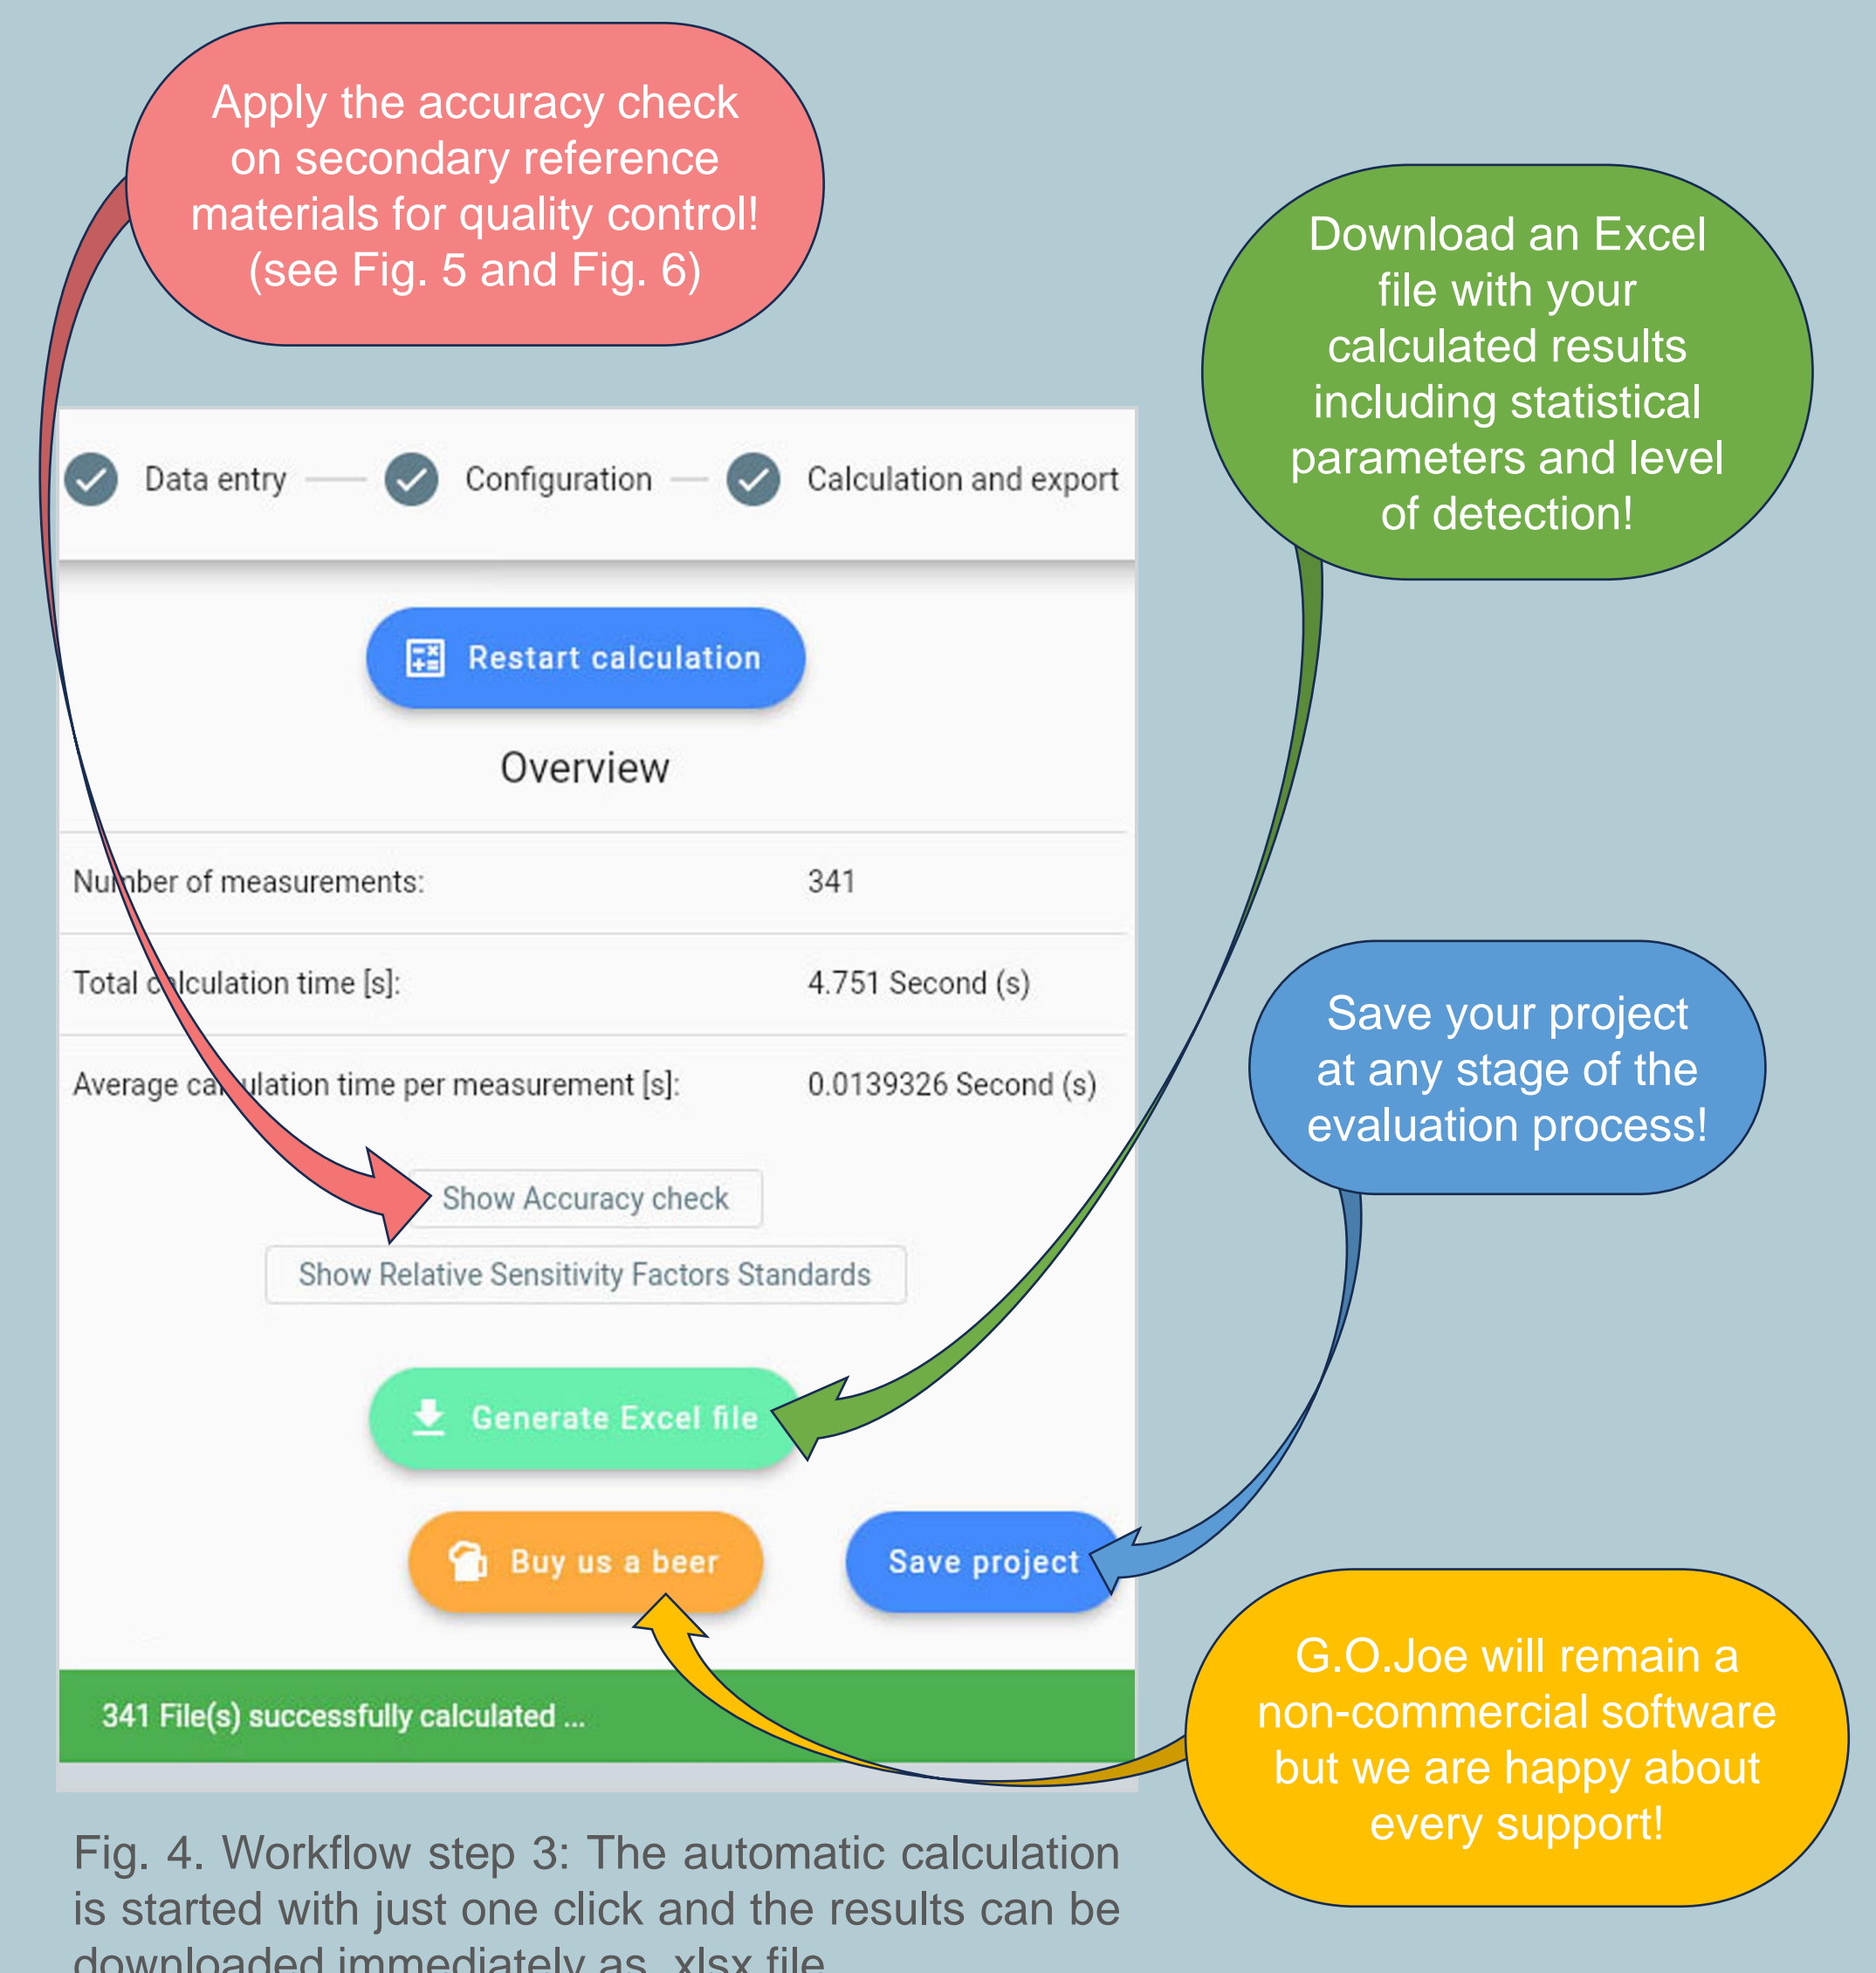 Apply the accuracy check
on secondary reference
materials for quality control!
(see Fig. 5 and Fig. 6)
Download an Excel
file with your
calculated results
including statistical
parameters and level
of detection!
Data entry
Configuration
Calculation and export
Restart calculation
Overview
Number of measurements: 341
Total calculation time [s]: 4.751 Second (s)
Average calculation time per measurement [s]: 0.0139326 Second (s)
Save your project
at any stage of the
evaluation process!
Show Accuracy check
Show Relative Sensitivity Factors Standards
Generate Excel file
Buy us a beer
Save project
G.O.Joe will remain a
non-commercial software
but we are happy about
every support!
341 File(s) successfully calculated ...
Fig. 4. Workflow step 3: The automatic calculation
is started with just one click and the results can be
downloaded immediately as .xlsx file